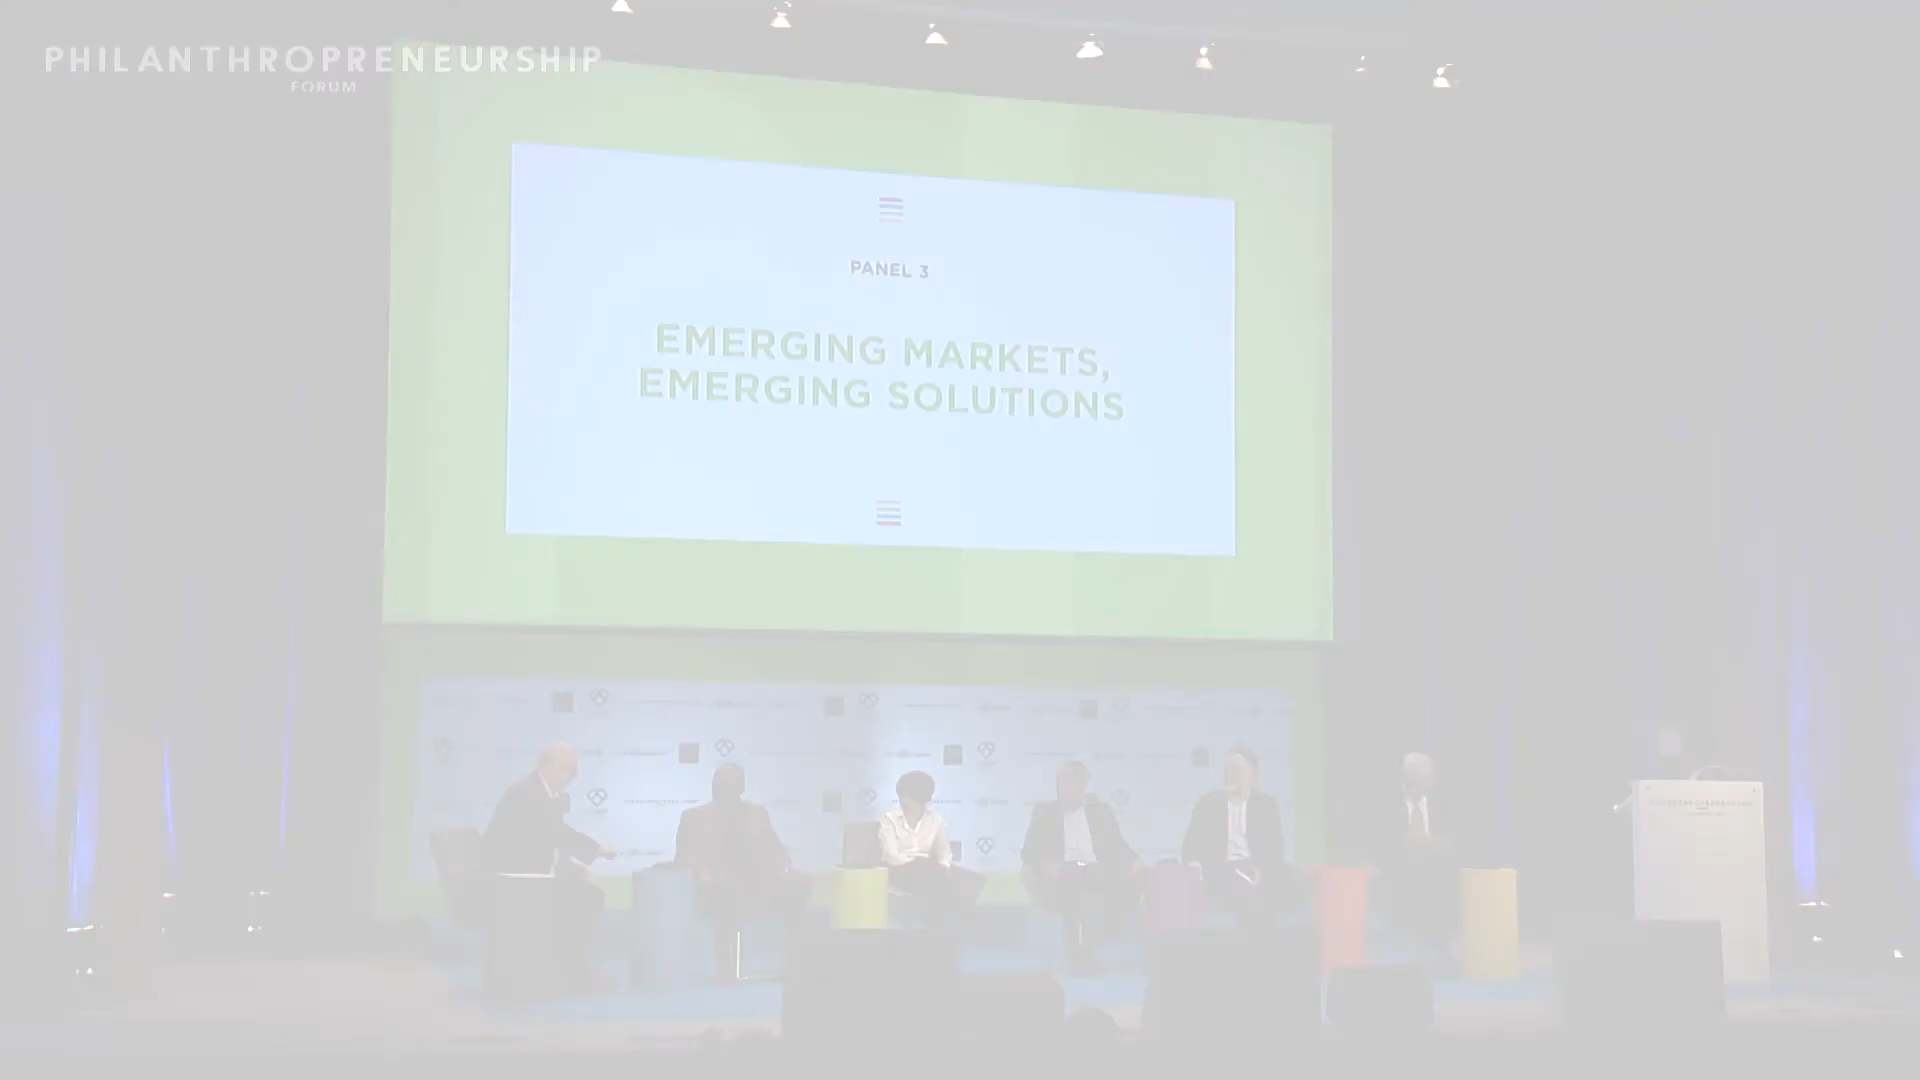 PHILANTHROPRENEURSHIP
FORUM
PANEL 3
EMERGING MARKETS,
EMERGING SOLUTIONS